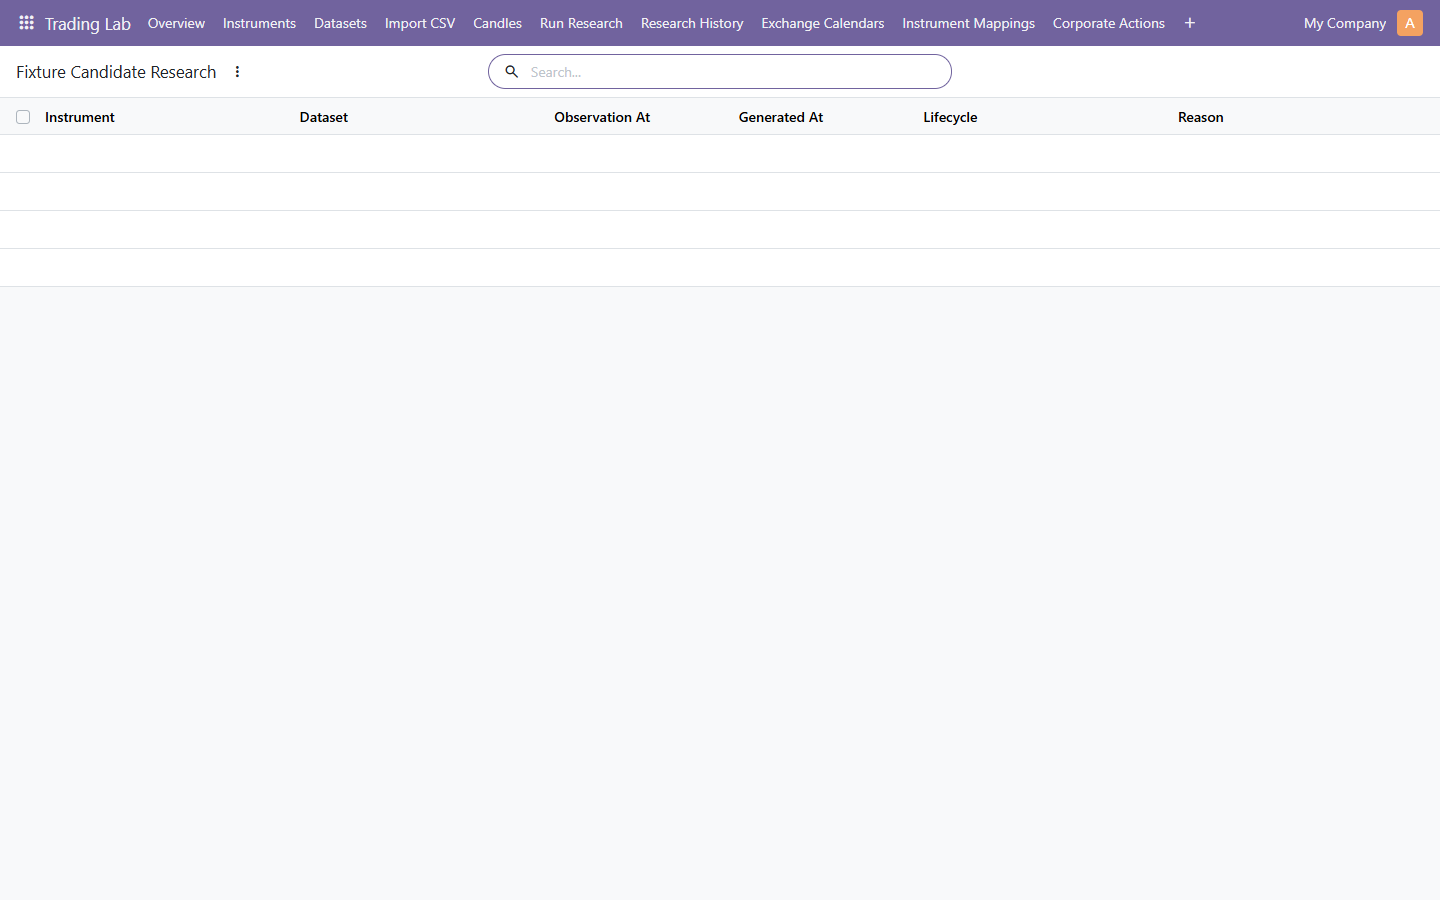 Trading Lab Overview Instruments Datasets Import CSV Candles Run Research Research History Exchange Calendars Instrument Mappings Corporate Actions + My Company A
Fixture Candidate Research Search...
Instrument Dataset Observation At Generated At Lifecycle Reason